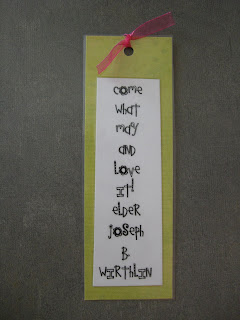 come
what
may
and
love
it!
elder
joseph
B.
wirthlin